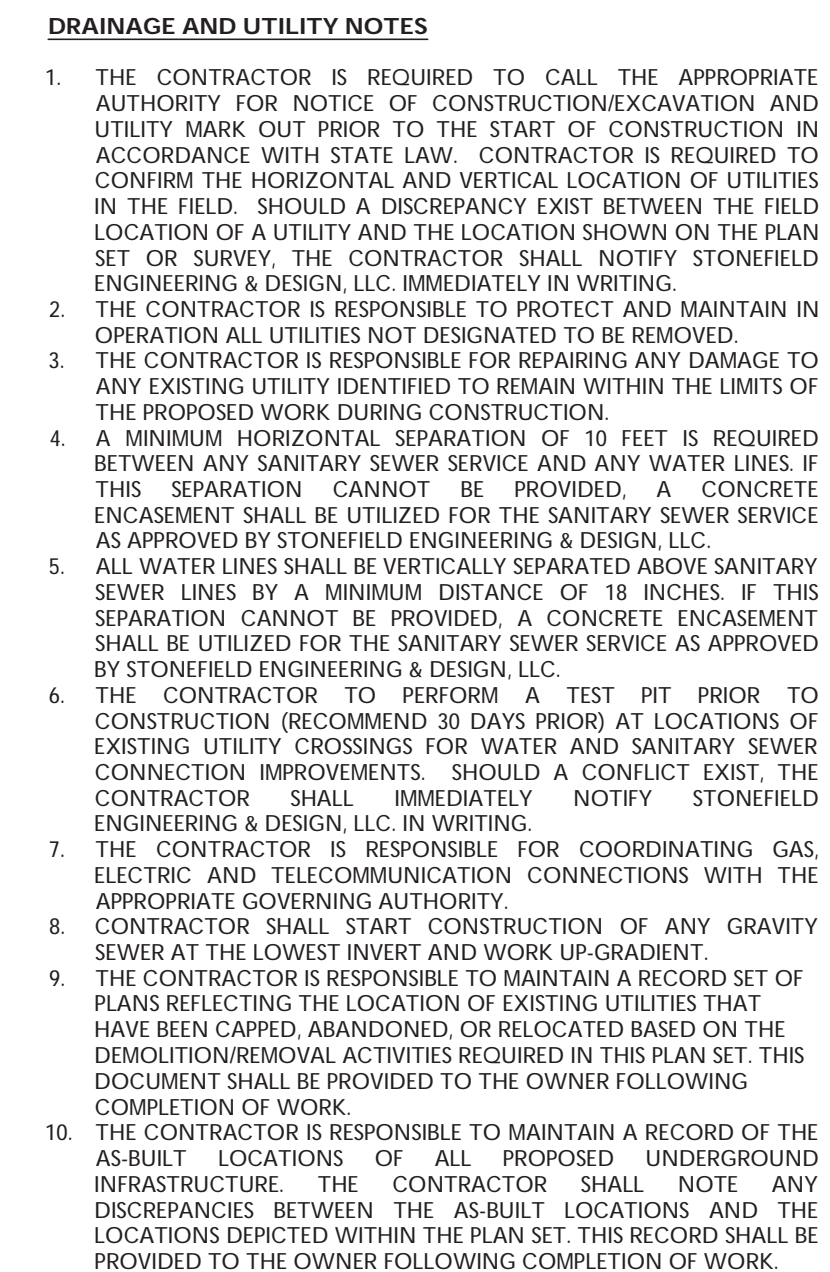 DRAINAGE AND UTILITY NOTES
1. THE CONTRACTOR IS REQUIRED TO CALL THE APPROPRIATE
AUTHORITY FOR NOTICE OF CONSTRUCTION/EXCAVATION AND
UTILITY MARK OUT PRIOR TO THE START OF CONSTRUCTION IN
ACCORDANCE WITH STATE LAW. CONTRACTOR IS REQUIRED TO
CONFIRM THE HORIZONTAL AND VERTICAL LOCATION OF UTILITIES
IN THE FIELD. SHOULD A DISCREPANCY EXIST BETWEEN THE FIELD
LOCATION OF A UTILITY AND THE LOCATION SHOWN ON THE PLAN
SET OR SURVEY, THE CONTRACTOR SHALL NOTIFY STONEFIELD
ENGINEERING & DESIGN, LLC. IMMEDIATELY IN WRITING.
2. THE CONTRACTOR IS RESPONSIBLE TO PROTECT AND MAINTAIN IN
OPERATION ALL UTILITIES NOT DESIGNATED TO BE REMOVED.
3. THE CONTRACTOR IS RESPONSIBLE FOR REPAIRING ANY DAMAGE TO
ANY EXISTING UTILITY IDENTIFIED TO REMAIN WITHIN THE LIMITS OF
THE PROPOSED WORK DURING CONSTRUCTION.
4. A MINIMUM HORIZONTAL SEPARATION OF 10 FEET IS REQUIRED
BETWEEN ANY SANITARY SEWER SERVICE AND ANY WATER LINES. IF
THIS SEPARATION CANNOT BE PROVIDED, A CONCRETE
ENCASEMENT SHALL BE UTILIZED FOR THE SANITARY SEWER SERVICE
AS APPROVED BY STONEFIELD ENGINEERING & DESIGN, LLC.
5. ALL WATER LINES SHALL BE VERTICALLY SEPARATED ABOVE SANITARY
SEWER LINES BY A MINIMUM DISTANCE OF 18 INCHES. IF THIS
SEPARATION CANNOT BE PROVIDED, A CONCRETE ENCASEMENT
SHALL BE UTILIZED FOR THE SANITARY SEWER SERVICE AS APPROVED
BY STONEFIELD ENGINEERING & DESIGN, LLC.
6. THE CONTRACTOR TO PERFORM A TEST PIT PRIOR TO
CONSTRUCTION (RECOMMEND 30 DAYS PRIOR) AT LOCATIONS OF
EXISTING UTILITY CROSSINGS FOR WATER AND SANITARY SEWER
CONNECTION IMPROVEMENTS. SHOULD A CONFLICT EXIST, THE
CONTRACTOR SHALL IMMEDIATELY NOTIFY STONEFIELD
ENGINEERING & DESIGN, LLC. IN WRITING.
7. THE CONTRACTOR IS RESPONSIBLE FOR COORDINATING GAS,
ELECTRIC AND TELECOMMUNICATION CONNECTIONS WITH THE
APPROPRIATE GOVERNING AUTHORITY.
8. CONTRACTOR SHALL START CONSTRUCTION OF ANY GRAVITY
SEWER AT THE LOWEST INVERT AND WORK UP-GRADIENT.
9. THE CONTRACTOR IS RESPONSIBLE TO MAINTAIN A RECORD SET OF
PLANS REFLECTING THE LOCATION OF EXISTING UTILITIES THAT
HAVE BEEN CAPPED, ABANDONED, OR RELOCATED BASED ON THE
DEMOLITION/REMOVAL ACTIVITIES REQUIRED IN THIS PLAN SET. THIS
DOCUMENT SHALL BE PROVIDED TO THE OWNER FOLLOWING
COMPLETION OF WORK.
10. THE CONTRACTOR IS RESPONSIBLE TO MAINTAIN A RECORD OF THE
AS-BUILT LOCATIONS OF ALL PROPOSED UNDERGROUND
INFRASTRUCTURE. THE CONTRACTOR SHALL NOTE ANY
DISCREPANCIES BETWEEN THE AS-BUILT LOCATIONS AND THE
LOCATIONS DEPICTED WITHIN THE PLAN SET. THIS RECORD SHALL BE
PROVIDED TO THE OWNER FOLLOWING COMPLETION OF WORK.